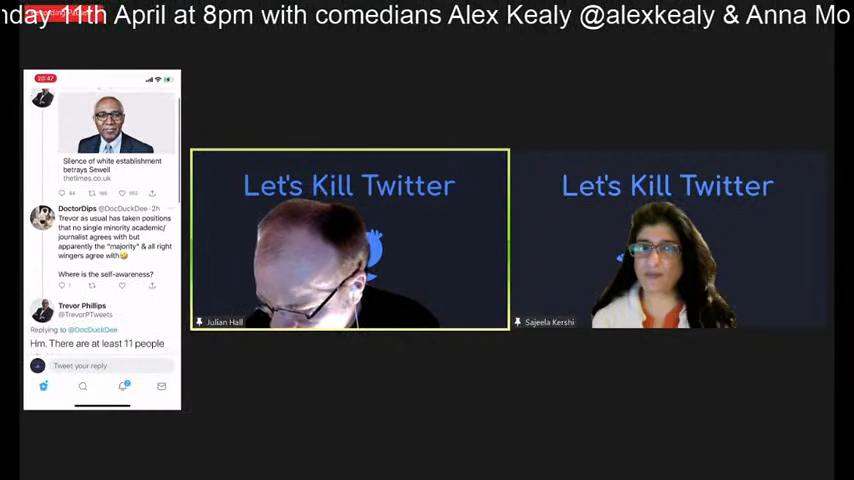 nday 11th April at 8pm with comedians Alex Kealy @alexkealy & Anna Mo
Silence of white establishment
betrays Sewell
thetimes.co.uk
DoctorDips @DocDuckDee · 2h
Trevor as usual has taken positions
that no single minority academic/
journalist agrees with but
apparently the "majority" & all right
wingers agree with🤣
Where is the self-awareness?
Trevor Phillips
@TrevorPTweets
Replying to @DocDuckDee
Hm. There are at least 11 people
Tweet your reply
Let's Kill Twitter
Julian Hall
Let's Kill Twitter
Sajeela Kershi